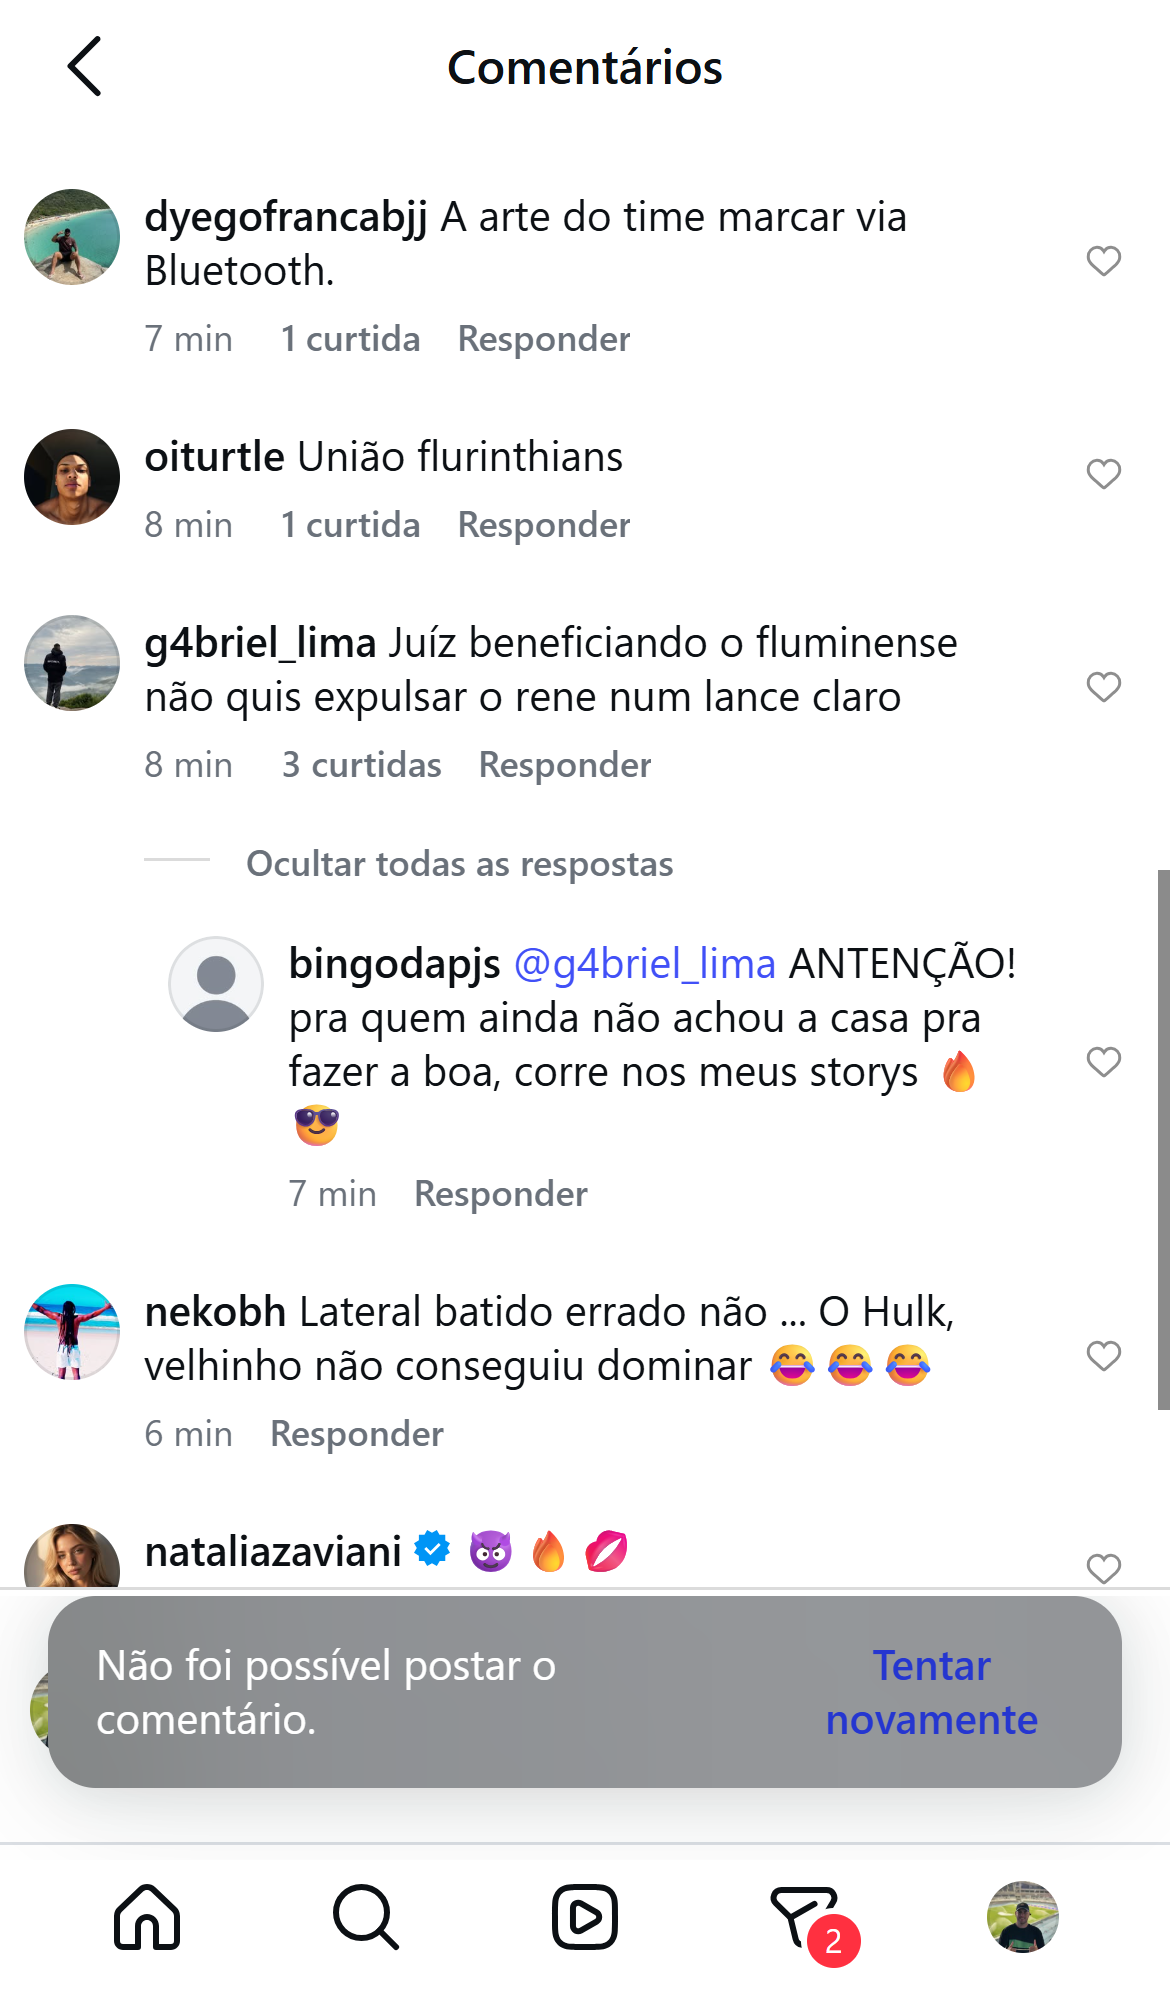 Comentários
dyegofrancabjj A arte do time marcar via
Bluetooth.
7 min 1 curtida Responder
oiturtle União flurinthians
8 min 1 curtida Responder
g4briel_lima Juíz beneficiando o fluminense
não quis expulsar o rene num lance claro
8 min 3 curtidas Responder
Ocultar todas as respostas
bingodapjs @g4briel_lima ANTENÇÃO!
pra quem ainda não achou a casa pra
fazer a boa, corre nos meus storys 🔥
😎
7 min Responder
nekobh Lateral batido errado não ... O Hulk,
velhinho não conseguiu dominar 😂😂😂
6 min Responder
nataliazaviani 😈🔥💋
Não foi possível postar o
comentário.
Tentar
novamente
2